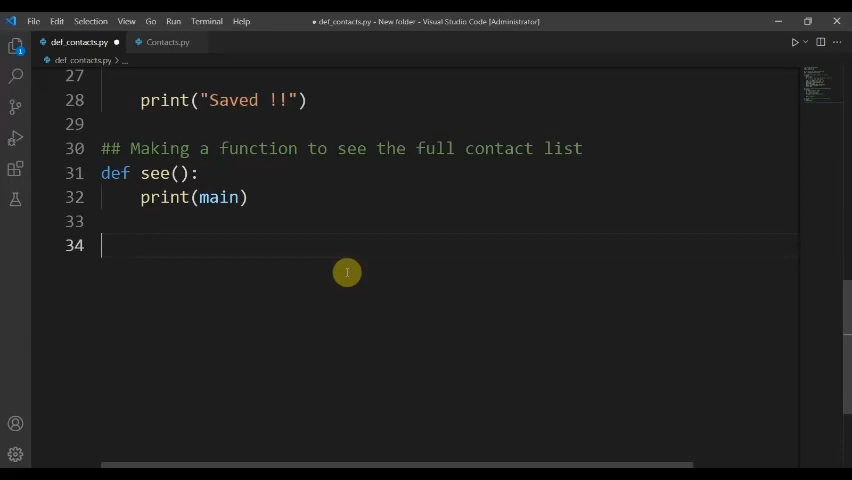 File Edit Selection View Go Run Terminal Help
● def_contacts.py - New folder - Visual Studio Code [Administrator]
def_contacts.py ● Contacts.py
def_contacts.py > ...
1
27
28 print("Saved !!")
29
30 ## Making a function to see the full contact list
31 def see():
32 print(main)
33
34